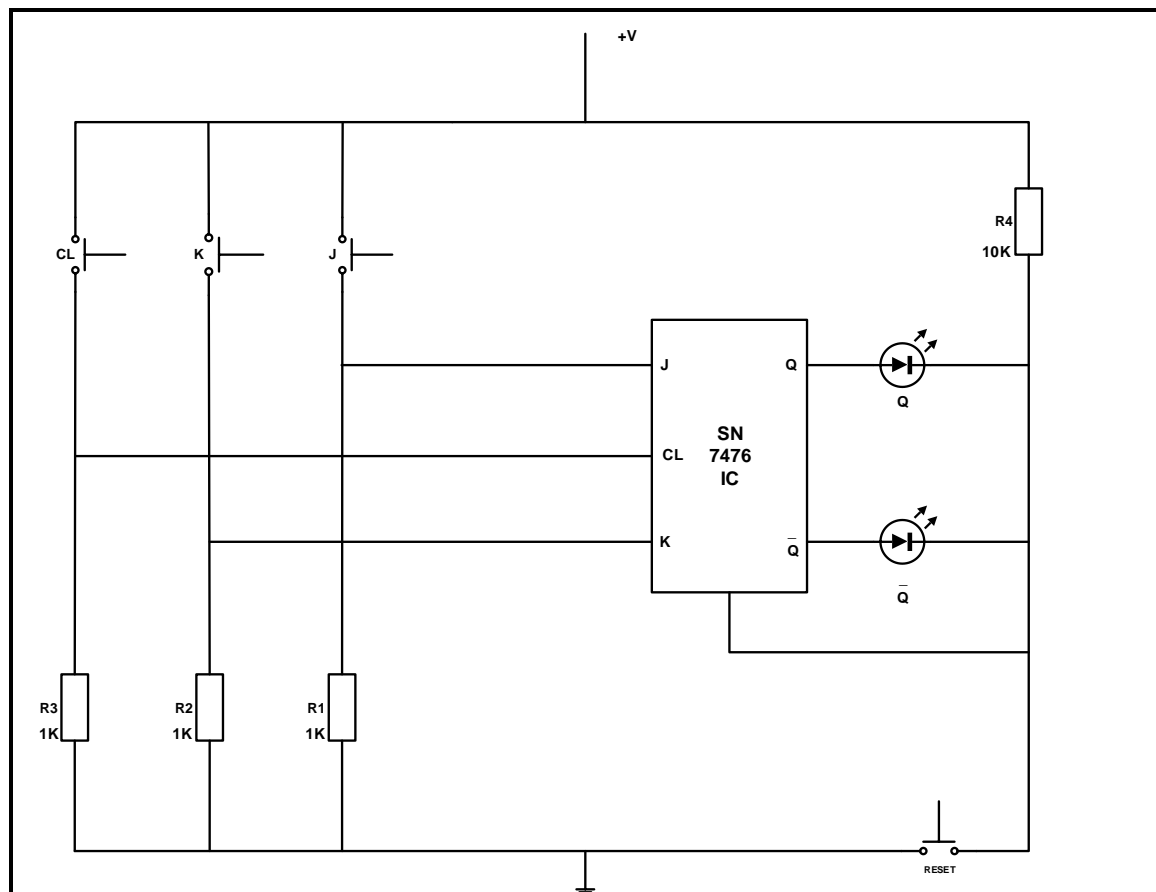 +V
R4
10K
CL
K
J
J
Q
Q
SN
7476
IC
CL
K
Q̅
Q̅
R3
1K
R2
1K
R1
1K
RESET